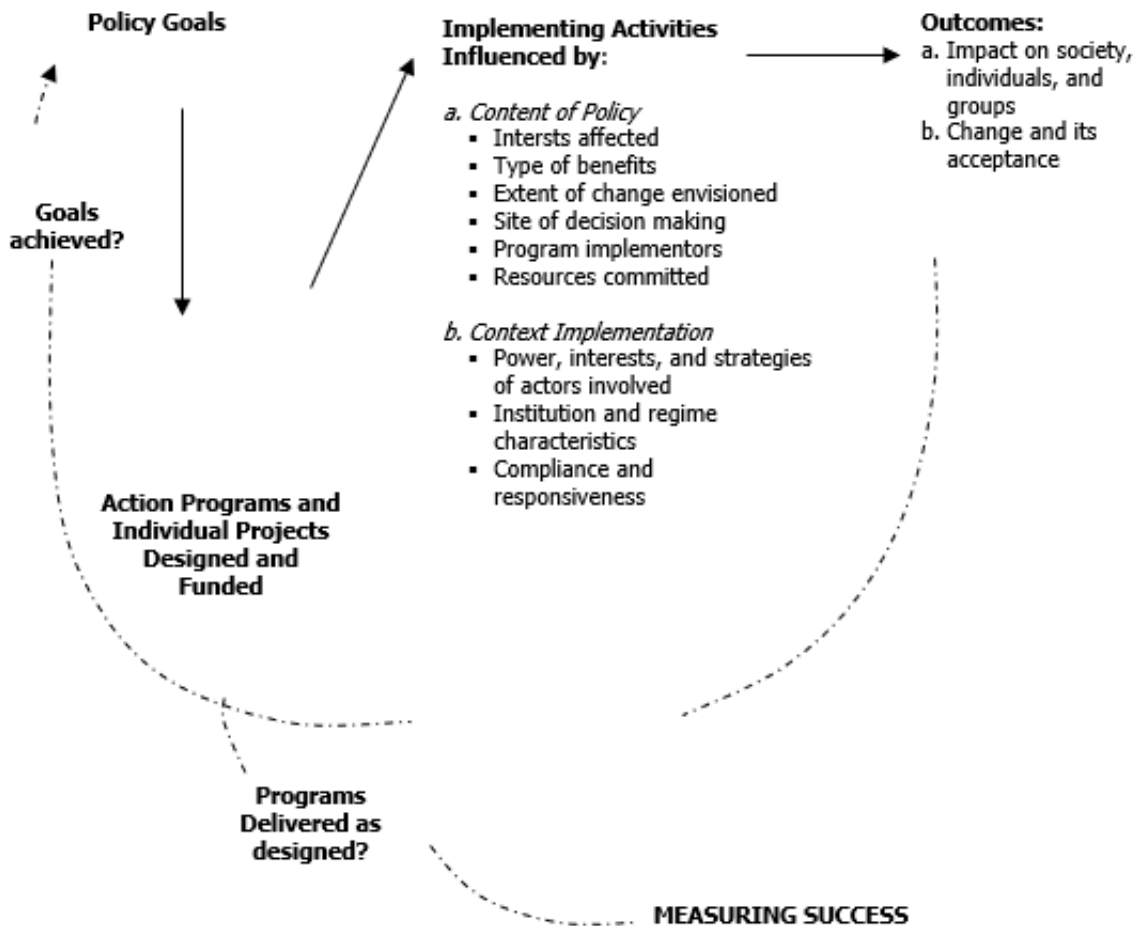 Policy Goals
Implementing Activities
Influenced by:
a. Content of Policy
▪ Intersts affected
▪ Type of benefits
▪ Extent of change envisioned
▪ Site of decision making
▪ Program implementors
▪ Resources committed
b. Context Implementation
▪ Power, interests, and strategies
of actors involved
▪ Institution and regime
characteristics
▪ Compliance and
responsiveness
Outcomes:
a. Impact on society,
individuals, and
groups
b. Change and its
acceptance
Goals
achieved?
Action Programs and
Individual Projects
Designed and
Funded
Programs
Delivered as
designed?
MEASURING SUCCESS